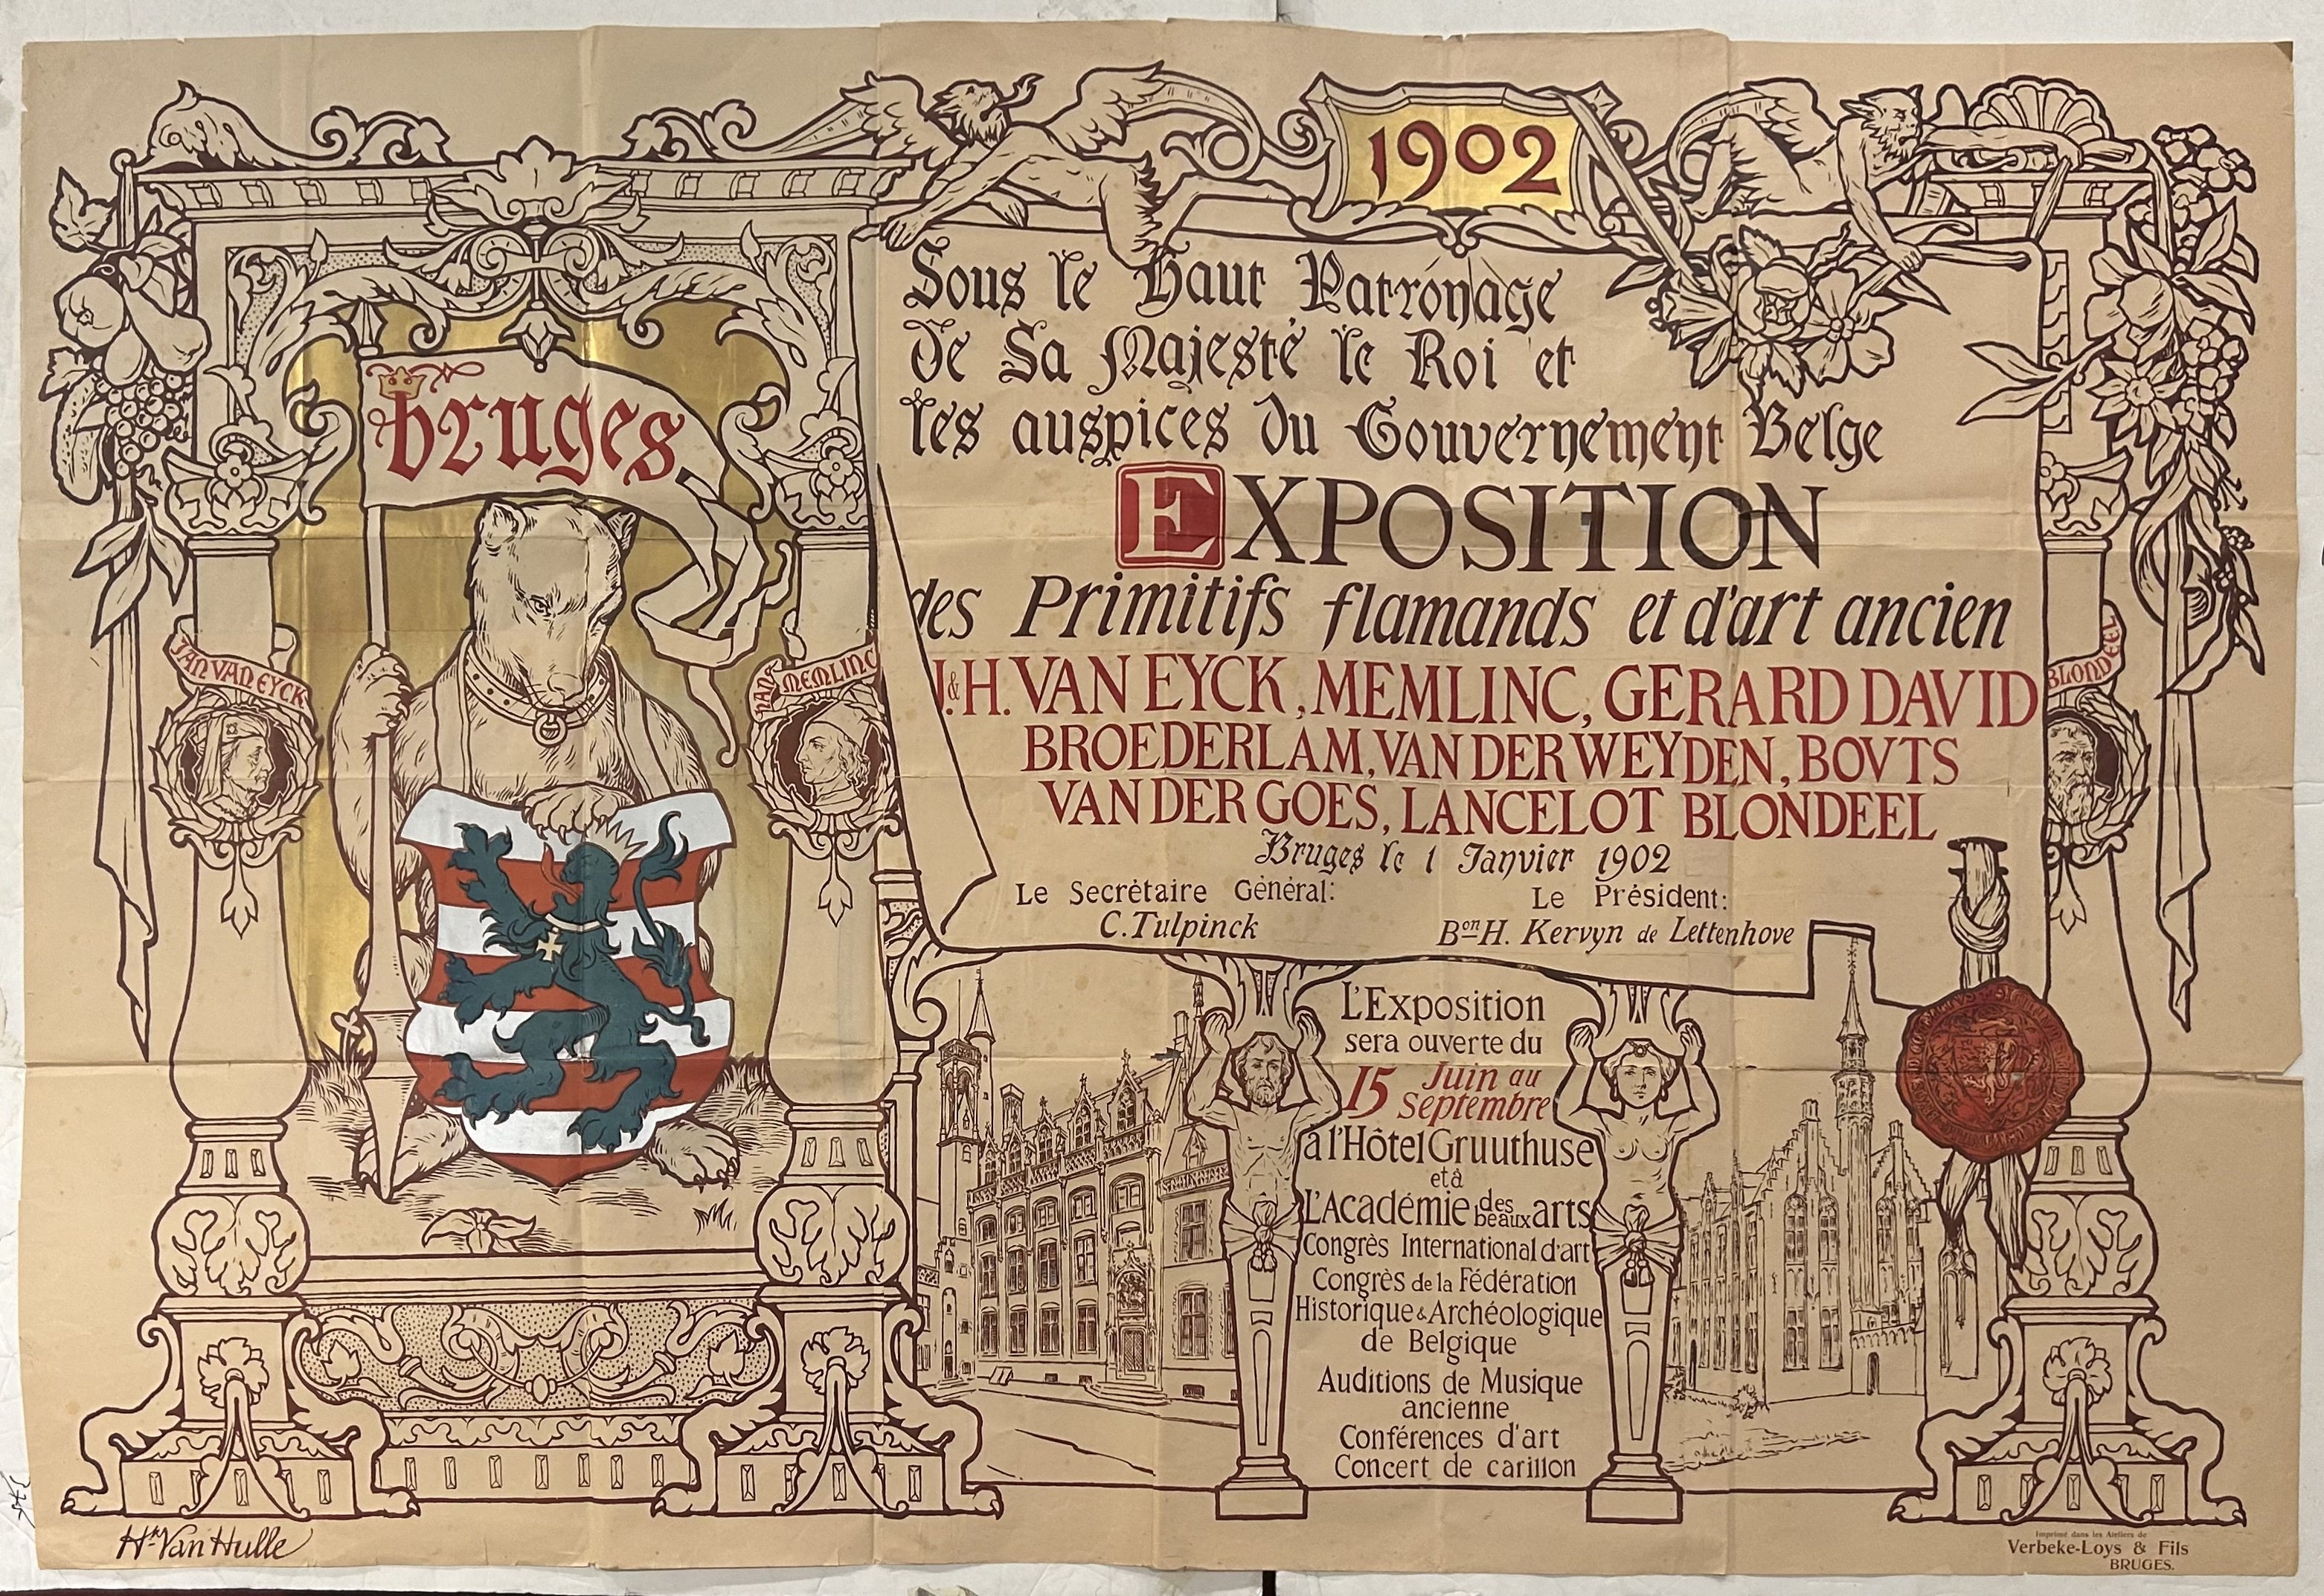 1902
bruges
Sous le Haut Patronage
de Sa Majesté le Roi et
les auspices du Gouvernement Belge
EXPOSITION
des Primitifs flamands et d'art ancien
J.&H. VAN EYCK, MEMLINC, GERARD DAVID
BROEDERLAM, VAN DER WEYDEN, BOVTS
VAN DER GOES, LANCELOT BLONDEEL
Bruges le 1 Janvier 1902
Le Secrétaire Général:
C. Tulpinck
Le Président:
Bon H. Kervyn de Lettenhove
JAN VAN EYCK
HANS MEMLINC
BLONDEEL
L'Exposition
sera ouverte du
15 Juin au
Septembre
a l'Hôtel Gruuthuse
et à
L'Académie des beaux arts
Congrès International d'art
Congrès de la Fédération
Historique & Archéologique
de Belgique
Auditions de Musique
ancienne
Conférences d'art
Concert de carillon
Hri Van Hulle
Imprimé dans les Ateliers de
Verbeke-Loys & Fils
BRUGES.